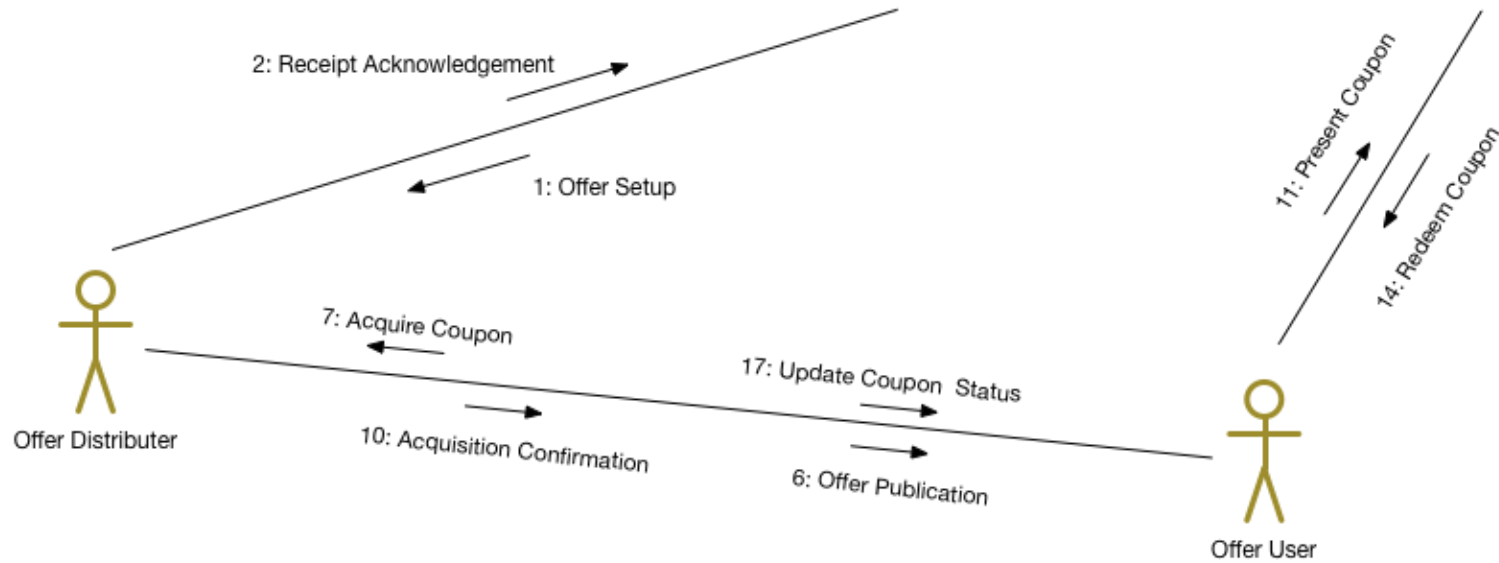 2: Receipt Acknowledgement
1: Offer Setup
11: Present Coupon
14: Redeem Coupon
7: Acquire Coupon
17: Update Coupon Status
10: Acquisition Confirmation
6: Offer Publication
Offer Distributer
Offer User